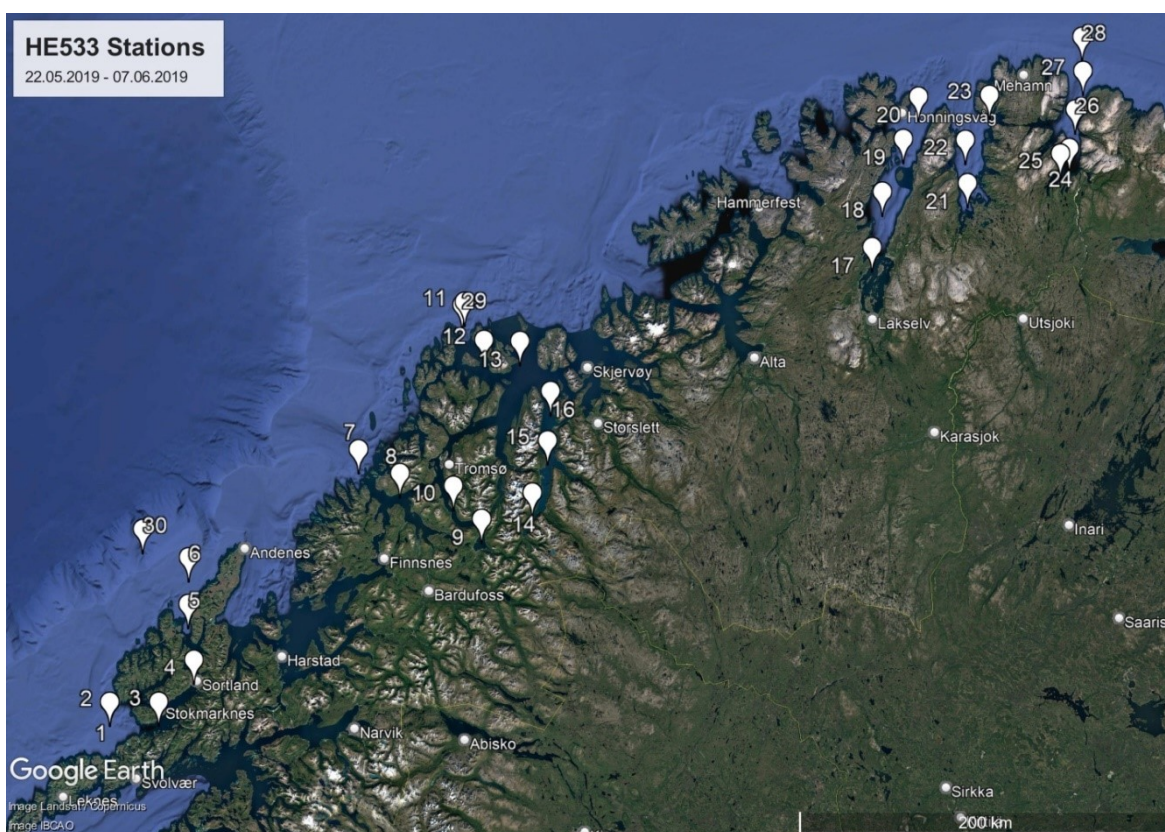 HE533 Stations
22.05.2019 - 07.06.2019
28
27
Mehamn
23
26
20
Honningsvåg
19
22
25
24
18
21
Hammerfest
17
Lakselv
Utsjoki
11
29
12
13
Alta
Skjervøy
16
Storslett
15
Karasjok
7
8
Tromsø
10
14
9
Inari
30
6
Andenes
Finnsnes
Bardufoss
5
Saaris
4
Harstad
Sortland
2
3
Stokmarknes
1
Narvik
Abisko
Google Earth
Svolvær
Leknes
Sirkka
Image Landsat / Copernicus
Image IBCAO
200 km